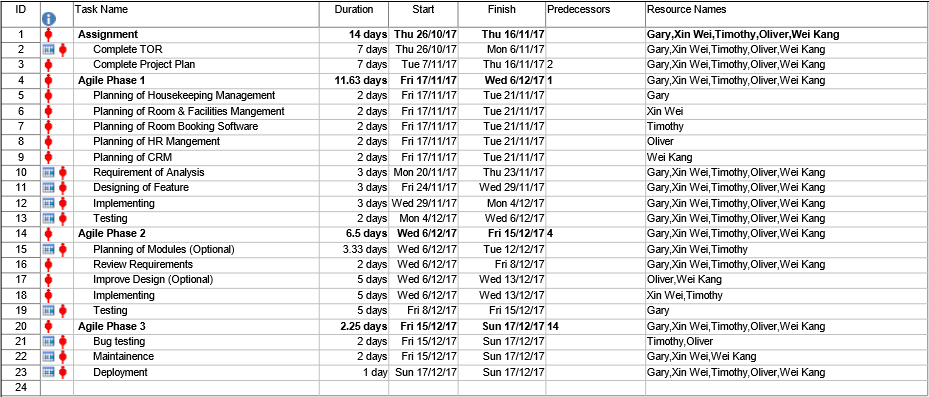 ID Task Name Duration Start Finish Predecessors Resource Names
1 Assignment 14 days Thu 26/10/17 Thu 16/11/17 Gary,Xin Wei,Timothy,Oliver,Wei Kang
2 Complete TOR 7 days Thu 26/10/17 Mon 6/11/17 Gary,Xin Wei,Timothy,Oliver,Wei Kang
3 Complete Project Plan 7 days Tue 7/11/17 Thu 16/11/17 2 Gary,Xin Wei,Timothy,Oliver,Wei Kang
4 Agile Phase 1 11.63 days Fri 17/11/17 Wed 6/12/17 1 Gary,Xin Wei,Timothy,Oliver,Wei Kang
5 Planning of Housekeeping Management 2 days Fri 17/11/17 Tue 21/11/17 Gary
6 Planning of Room & Facilities Mangement 2 days Fri 17/11/17 Tue 21/11/17 Xin Wei
7 Planning of Room Booking Software 2 days Fri 17/11/17 Tue 21/11/17 Timothy
8 Planning of HR Mangement 2 days Fri 17/11/17 Tue 21/11/17 Oliver
9 Planning of CRM 2 days Fri 17/11/17 Tue 21/11/17 Wei Kang
10 Requirement of Analysis 3 days Mon 20/11/17 Thu 23/11/17 Gary,Xin Wei,Timothy,Oliver,Wei Kang
11 Designing of Feature 3 days Fri 24/11/17 Wed 29/11/17 Gary,Xin Wei,Timothy,Oliver,Wei Kang
12 Implementing 3 days Wed 29/11/17 Mon 4/12/17 Gary,Xin Wei,Timothy,Oliver,Wei Kang
13 Testing 2 days Mon 4/12/17 Wed 6/12/17 Gary,Xin Wei,Timothy,Oliver,Wei Kang
14 Agile Phase 2 6.5 days Wed 6/12/17 Fri 15/12/17 4 Gary,Xin Wei,Timothy,Oliver,Wei Kang
15 Planning of Modules (Optional) 3.33 days Wed 6/12/17 Tue 12/12/17 Gary,Xin Wei,Timothy
16 Review Requirements 2 days Wed 6/12/17 Fri 8/12/17 Gary,Xin Wei,Timothy,Oliver,Wei Kang
17 Improve Design (Optional) 5 days Wed 6/12/17 Wed 13/12/17 Oliver,Wei Kang
18 Implementing 5 days Wed 6/12/17 Wed 13/12/17 Xin Wei,Timothy
19 Testing 5 days Fri 8/12/17 Fri 15/12/17 Gary
20 Agile Phase 3 2.25 days Fri 15/12/17 Sun 17/12/17 14 Gary,Xin Wei,Timothy,Oliver,Wei Kang
21 Bug testing 2 days Fri 15/12/17 Sun 17/12/17 Timothy,Oliver
22 Maintainence 2 days Fri 15/12/17 Sun 17/12/17 Gary,Xin Wei,Wei Kang
23 Deployment 1 day Sun 17/12/17 Sun 17/12/17 Gary,Xin Wei,Timothy,Oliver,Wei Kang
24